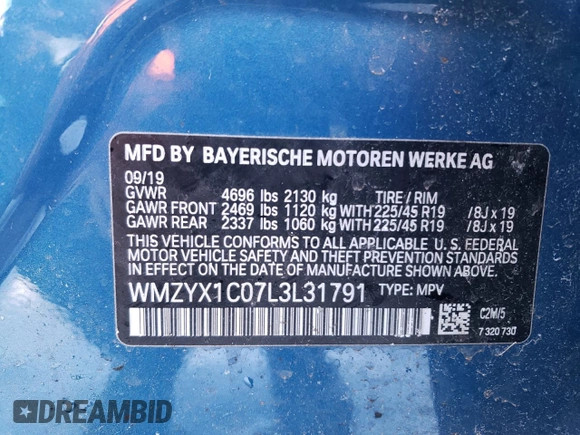 MFD BY BAYERISCHE MOTOREN WERKE AG
09/19
GVWR 4696 lbs 2130 kg TIRE / RIM
GAWR FRONT 2469 lbs 1120 kg WITH 225/45 R19 /8J x 19
GAWR REAR 2337 lbs 1060 kg WITH 225/45 R19 /8J x 19
THIS VEHICLE CONFORMS TO ALL APPLICABLE U. S. FEDERAL
MOTOR VEHICLE SAFETY AND THEFT PREVENTION STANDARDS
IN EFFECT ON THE DATE OF MANUFACTURE SHOWN ABOVE.
WMZYX1C07L3L31791 TYPE: MPV
C2M/5
7 320 730
DREAMBID